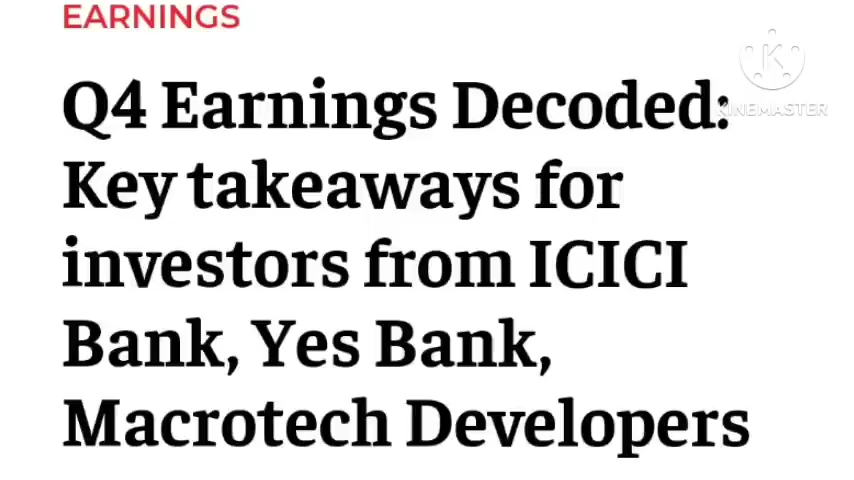 EARNINGS
Q4 Earnings Decoded:
Key takeaways for
investors from ICICI
Bank, Yes Bank,
Macrotech Developers
K
KINEMASTER